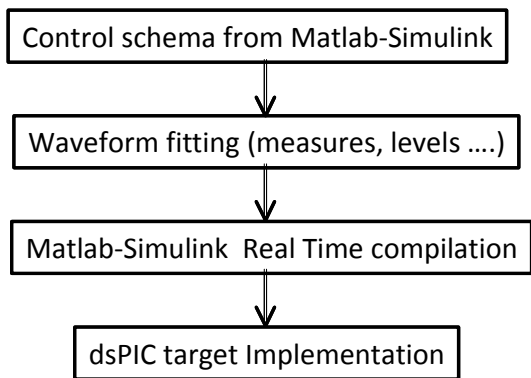 Control schema from Matlab-Simulink
Waveform fitting (measures, levels ....)
Matlab-Simulink Real Time compilation
dsPIC target Implementation